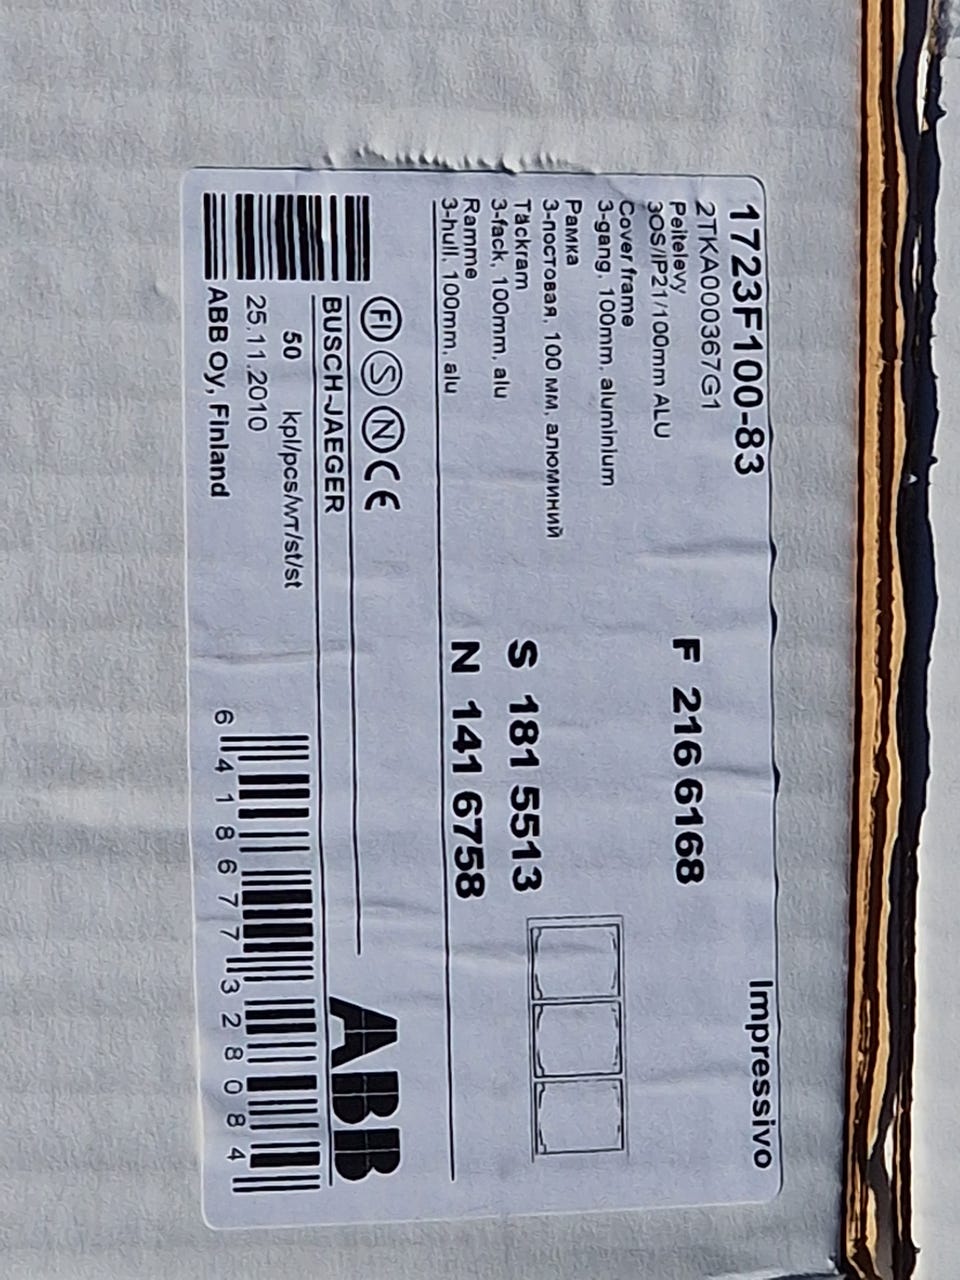 1723F100-83 Impressivo
2TKA000367G1
Peitelevy F 216 6168
3OS/IP21/100mm ALU
Cover frame
3-gang, 100mm, aluminium
Рамка
3-постовая, 100 мм, алюминий
Täckram S 181 5513
3-fack, 100mm, alu
Ramme N 141 6758
3-hull, 100mm, alu
FI S N CE
ABB
BUSCH-JAEGER
50 kpl/pcs/шт/st/st
25.11.2010
ABB Oy, Finland
6 418677 328084